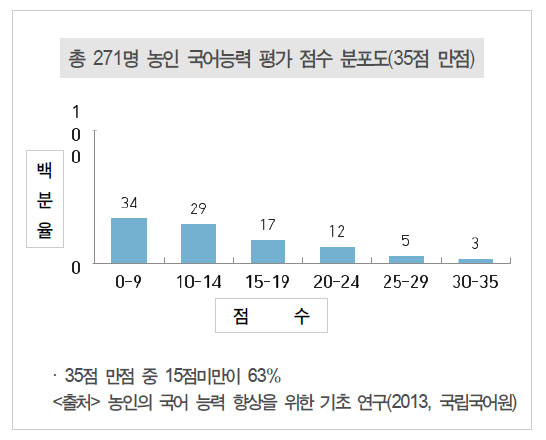 총 271명 농인 국어능력 평가 점수 분포도(35점 만점)
100
백분율
34 29 17 12 5 3
0
0-9 10-14 15-19 20-24 25-29 30-35
점 수
· 35점 만점 중 15점미만이 63%
<출처> 농인의 국어 능력 향상을 위한 기초 연구(2013, 국립국어원)